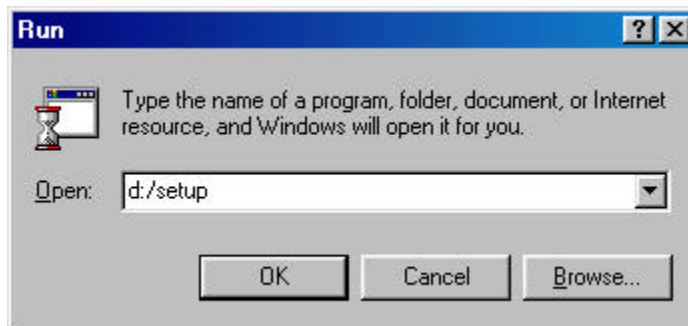 Run
Type the name of a program, folder, document, or Internet
resource, and Windows will open it for you.
Open: d:/setup
OK Cancel Browse...